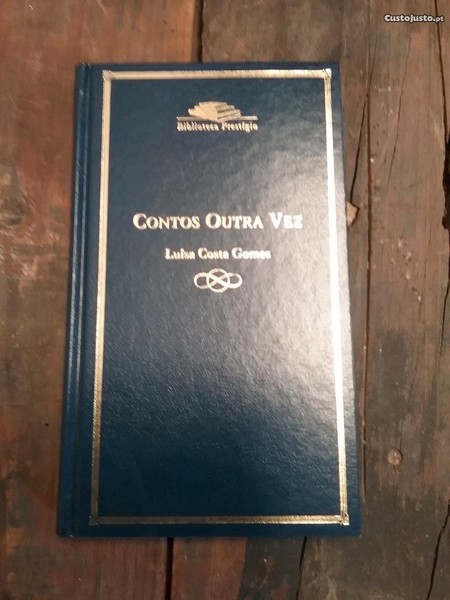 CustoJusto.pt
Biblioteca Prestígio
CONTOS OUTRA VEZ
Luísa Costa Gomes